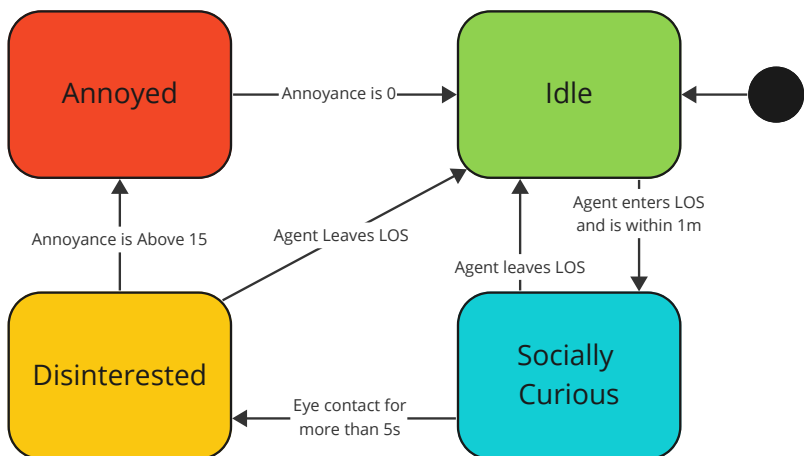 Annoyed
Annoyance is 0
Idle
Annoyance is Above 15
Agent Leaves LOS
Agent enters LOS
and is within 1m
Agent leaves LOS
Disinterested
Eye contact for
more than 5s
Socially
Curious